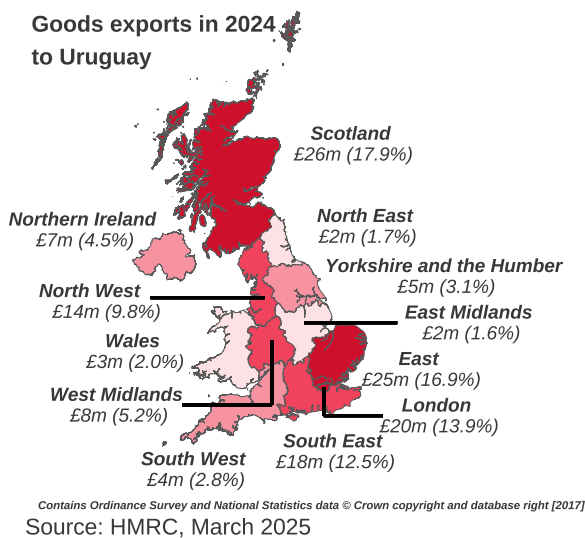 Goods exports in 2024
to Uruguay
Scotland
£26m (17.9%)
Northern Ireland
£7m (4.5%)
North East
£2m (1.7%)
Yorkshire and the Humber
£5m (3.1%)
North West
£14m (9.8%)
East Midlands
£2m (1.6%)
Wales
£3m (2.0%)
East
£25m (16.9%)
West Midlands
£8m (5.2%)
London
£20m (13.9%)
South East
£18m (12.5%)
South West
£4m (2.8%)
Contains Ordinance Survey and National Statistics data © Crown copyright and database right [2017]
Source: HMRC, March 2025